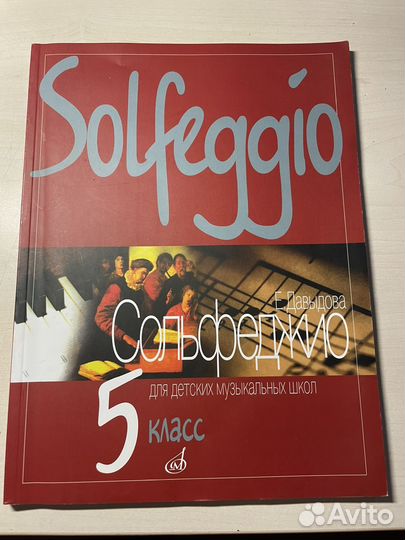 Solfeggio
Е. Давыдова
Сольфеджио
для детских музыкальных школ
5 класс
Avito